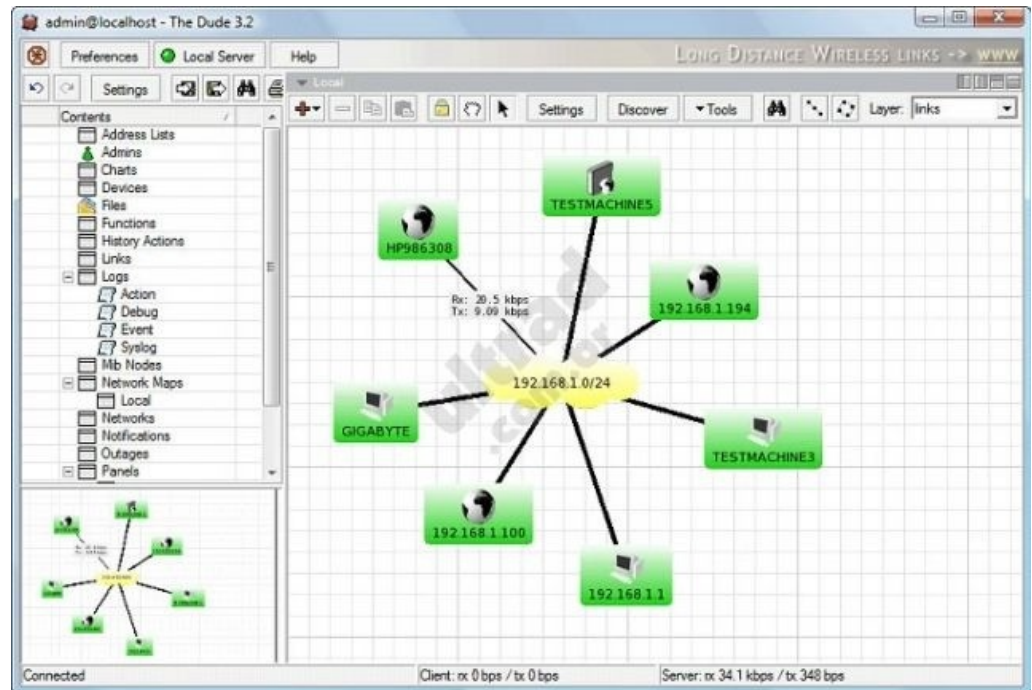 admin@localhost - The Dude 3.2
Preferences
Local Server
Help
LONG DISTANCE WIRELESS LINKS -> WWW
Settings
Local
Settings
Discover
Tools
Layer:
links
Contents
Address Lists
Admins
Charts
Devices
Files
Functions
History Actions
Links
Logs
Action
Debug
Event
Syslog
Mib Nodes
Network Maps
Local
Networks
Notifications
Outages
Panels
TESTMACHINE5
HP986308
Rx: 20.5 kbps
Tx: 9.09 kbps
192.168.1.194
192.168.1.0/24
GIGABYTE
TESTMACHINE3
192.168.1.100
192.168.1.1
ultrad
.com.ar
Connected
Client: rx 0 bps / tx 0 bps
Server: rx 34.1 kbps / tx 348 bps